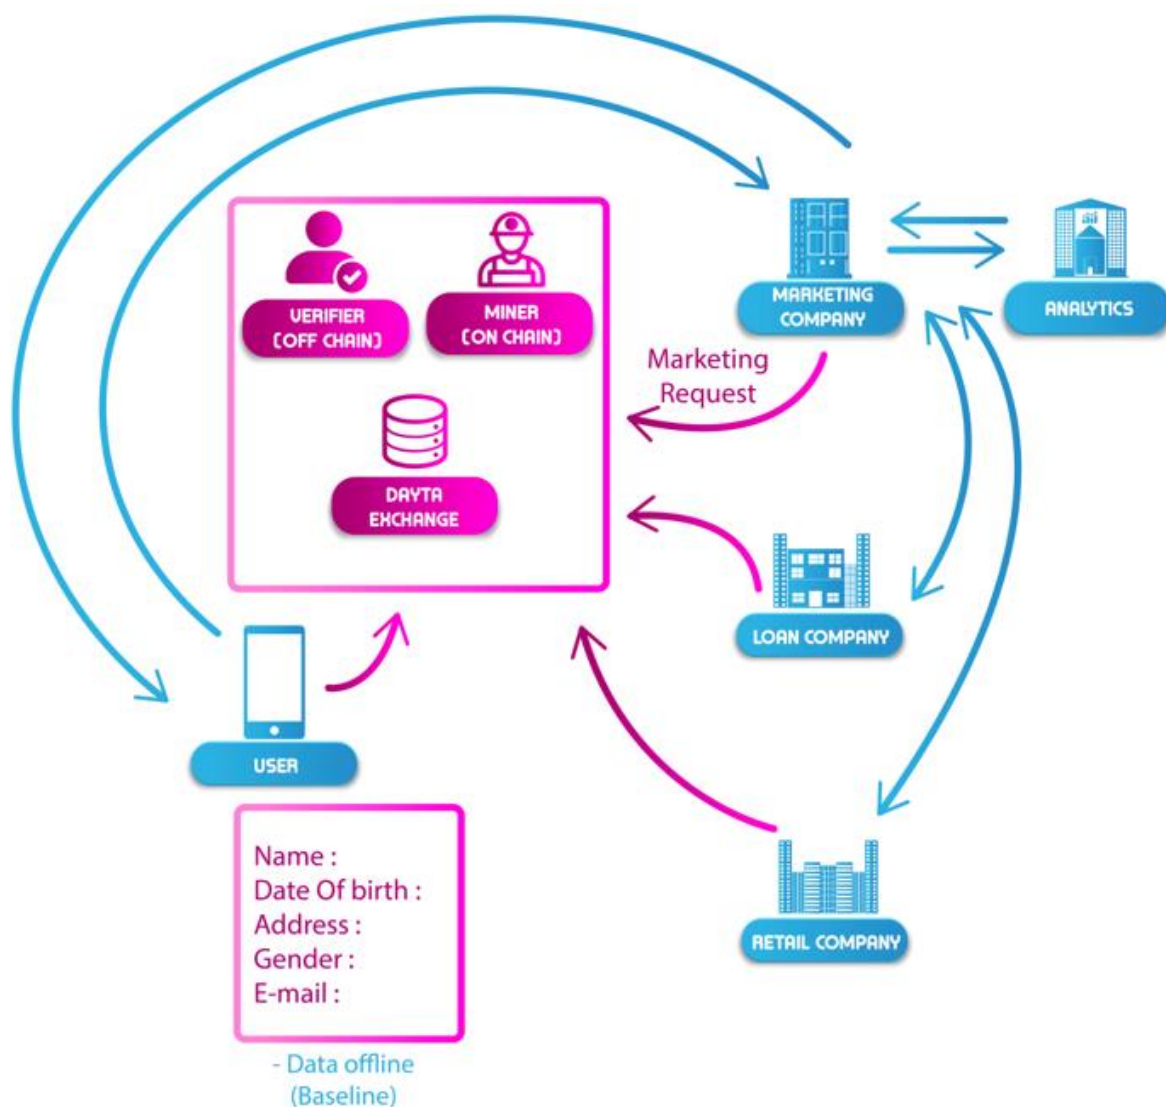 VERIFIER
(OFF CHAIN)
MINER
(ON CHAIN)
DAYTA
EXCHANGE
MARKETING
COMPANY
ANALYTICS
Marketing
Request
LOAN COMPANY
USER
RETAIL COMPANY
Name :
Date Of birth :
Address :
Gender :
E-mail :
- Data offline
(Baseline)